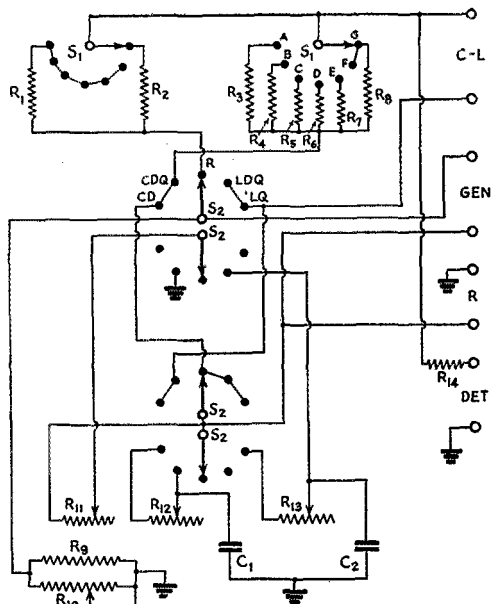 S1
S1
A
B
C
D
E
F
G
C-L
R1
R2
R3
R4
R5
R6
R7
R8
R
CDQ
LDQ
CD
LQ
GEN
S2
S2
R
R14
DET
S2
S2
R11
R12
R13
R9
C1
C2